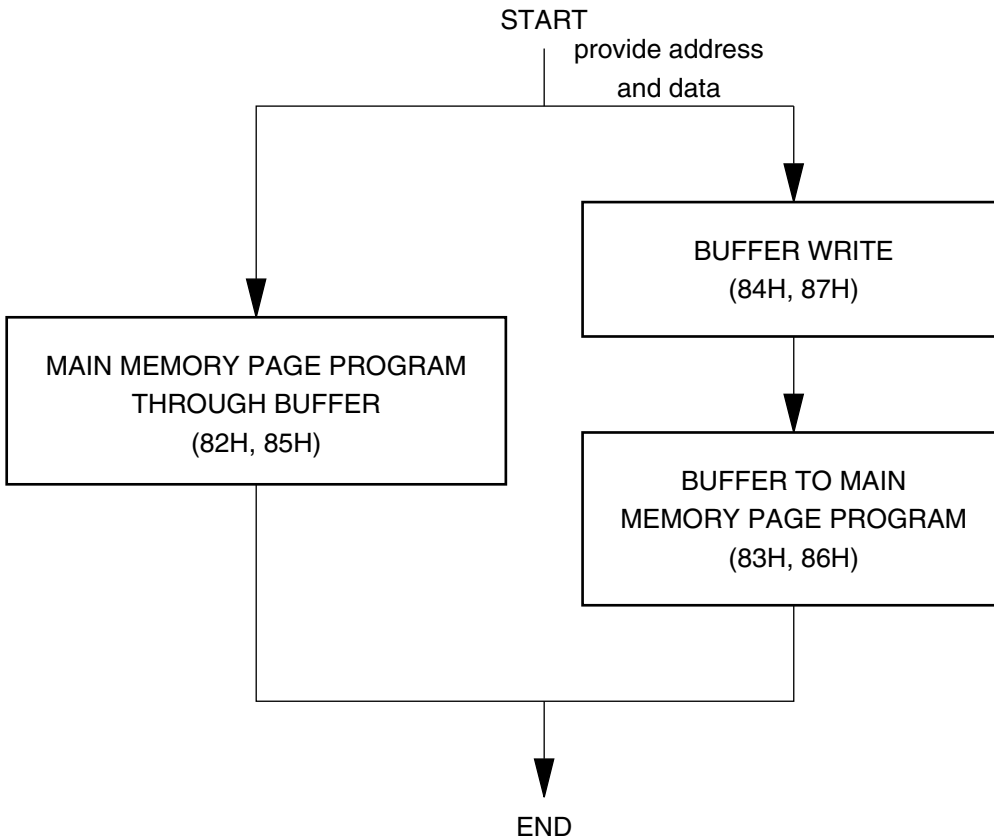 START
provide address
and data
BUFFER WRITE
(84H, 87H)
MAIN MEMORY PAGE PROGRAM
THROUGH BUFFER
(82H, 85H)
BUFFER TO MAIN
MEMORY PAGE PROGRAM
(83H, 86H)
END